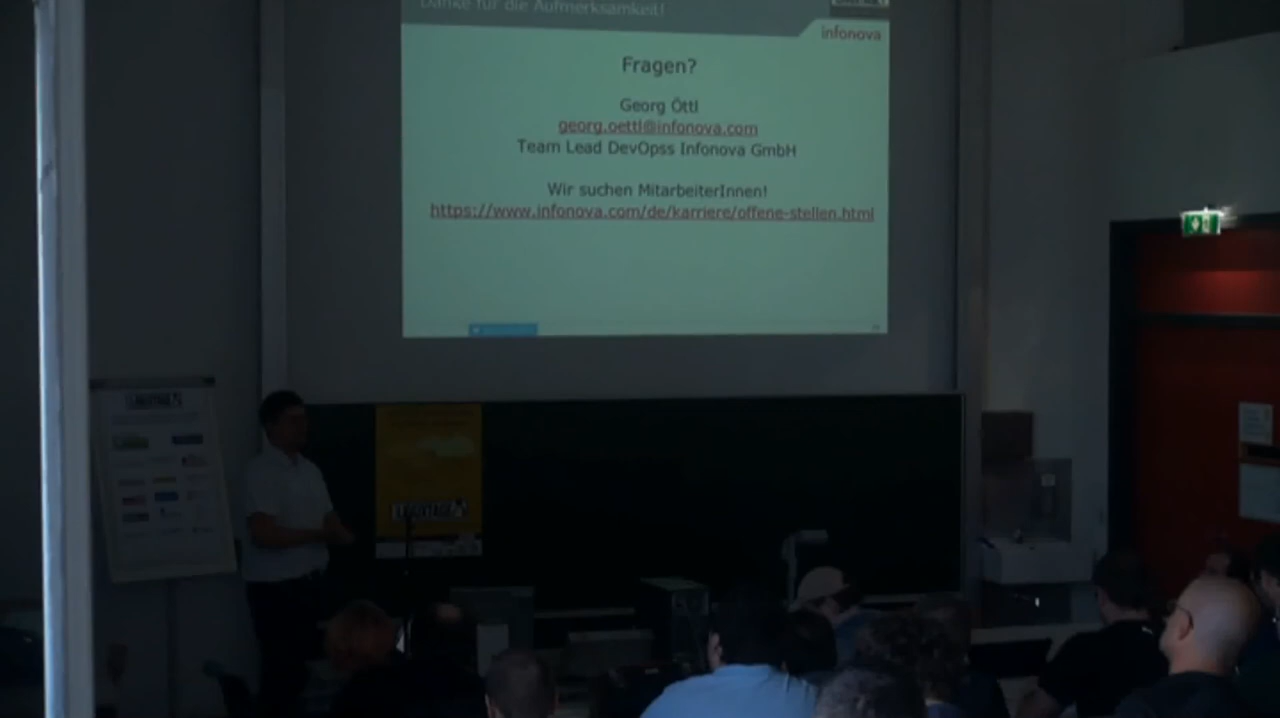 Danke für die Aufmerksamkeit!
infonova
Fragen?
Georg Öttl
georg.oettl@infonova.com
Team Lead DevOpss Infonova GmbH
Wir suchen MitarbeiterInnen!
https://www.infonova.com/de/karriere/offene-stellen.html
LINUXTAGE